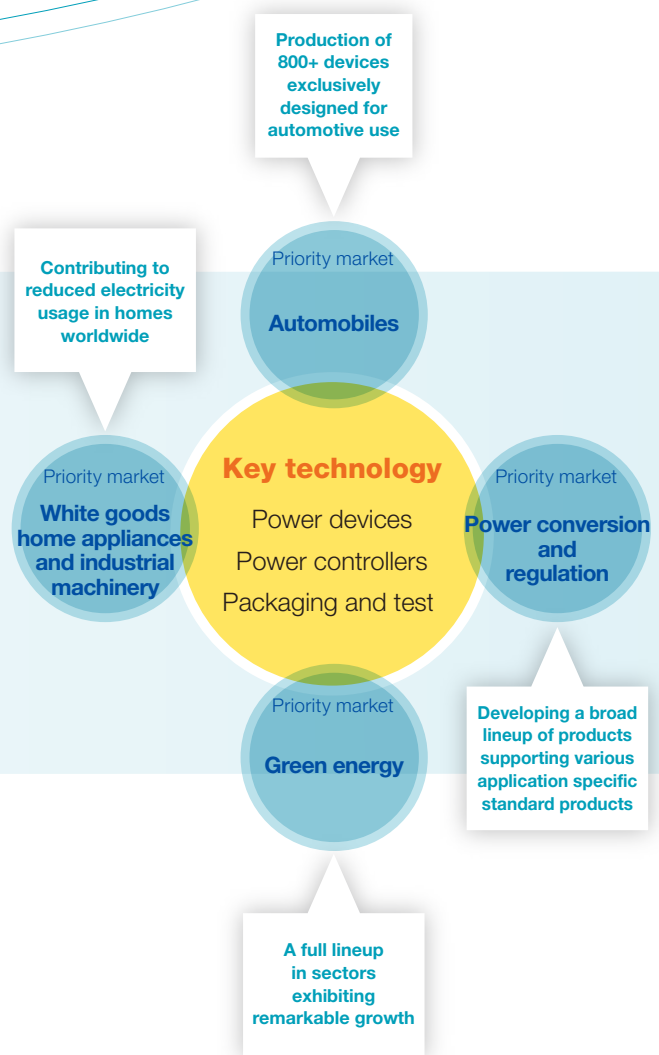 Production of
800+ devices
exclusively
designed for
automotive use
Priority market
Automobiles
Contributing to
reduced electricity
usage in homes
worldwide
Priority market
White goods
home appliances
and industrial
machinery
Key technology
Power devices
Power controllers
Packaging and test
Priority market
Power conversion
and
regulation
Priority market
Green energy
Developing a broad
lineup of products
supporting various
application specific
standard products
A full lineup
in sectors
exhibiting
remarkable growth